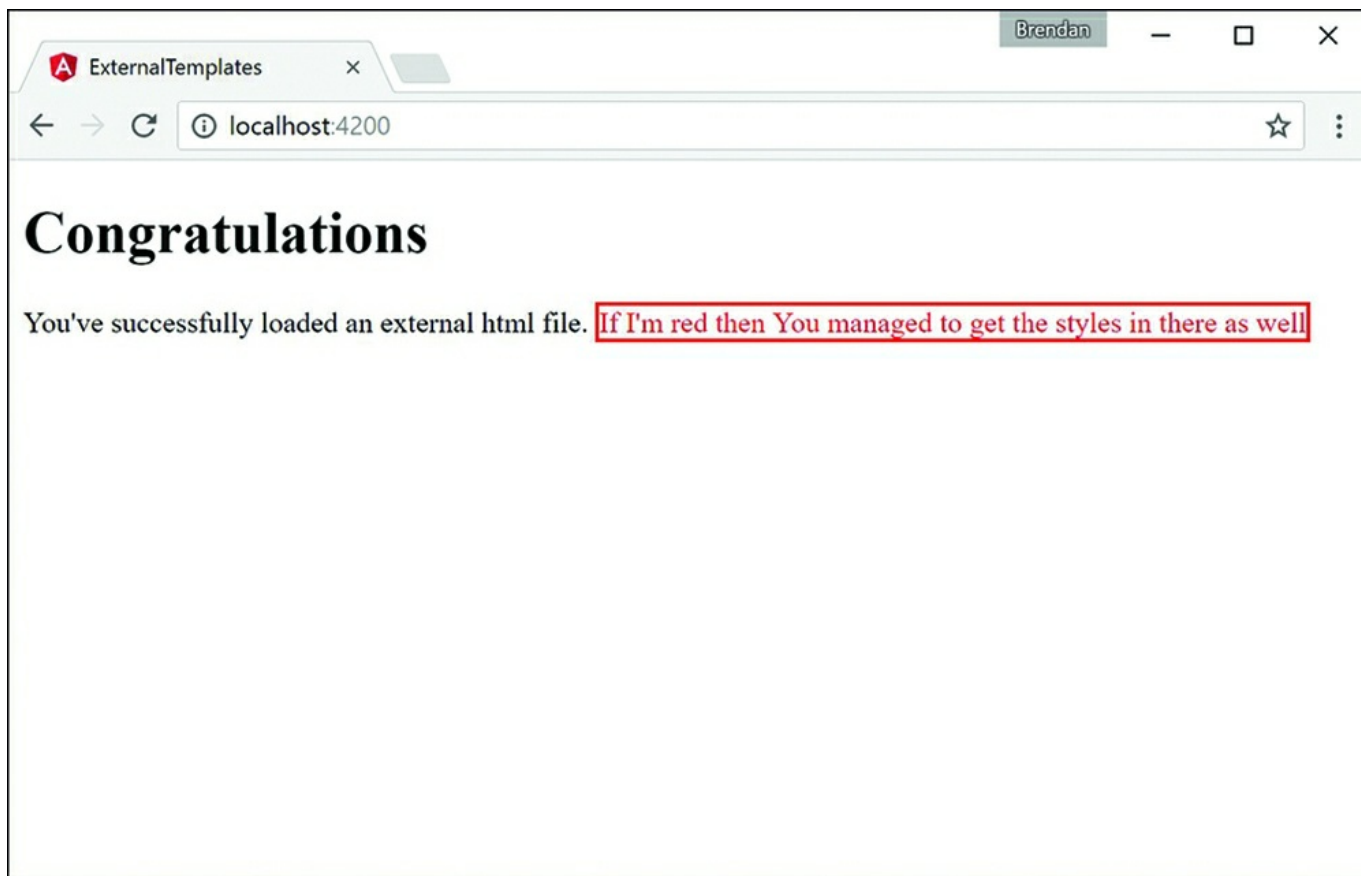 Brendan
ExternalTemplates
localhost:4200
Congratulations
You've successfully loaded an external html file. If I'm red then You managed to get the styles in there as well